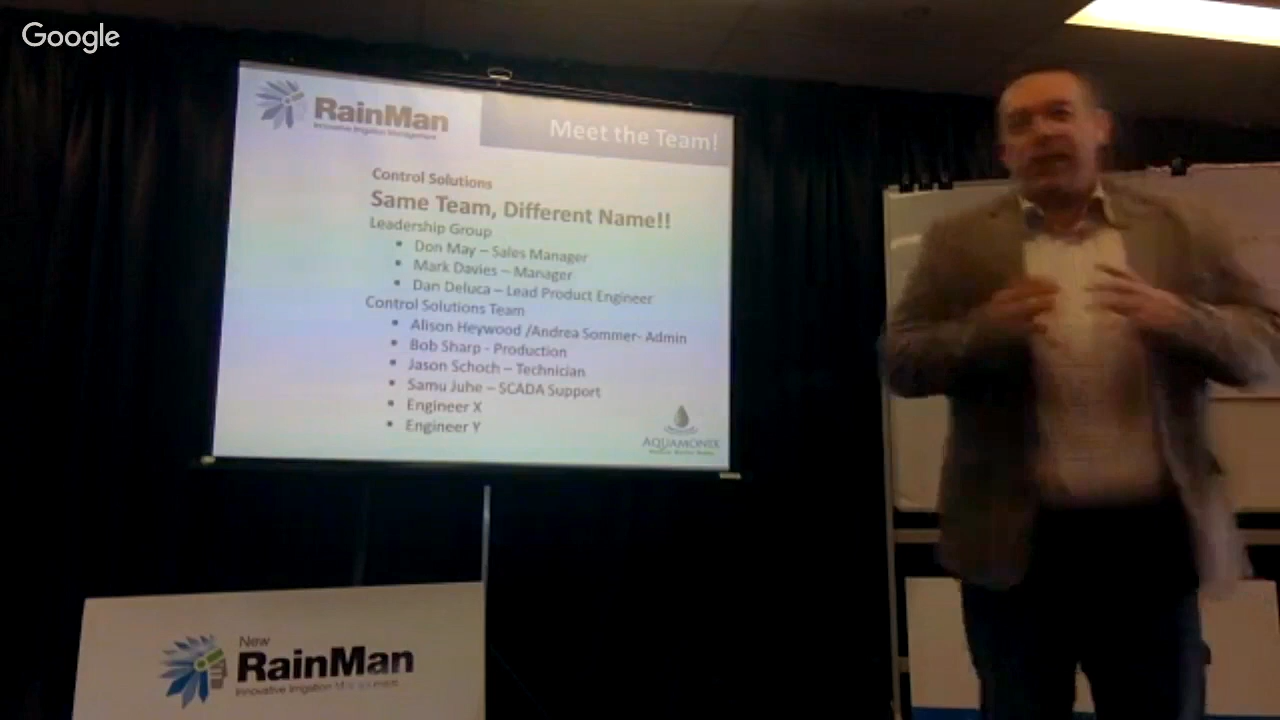 Google
RainMan
Innovative Irrigation Management
Meet the Team!
Control Solutions
Same Team, Different Name!!
Leadership Group
▪ Don May – Sales Manager
▪ Mark Davies – Manager
▪ Dan Deluca – Lead Product Engineer
Control Solutions Team
▪ Alison Heywood /Andrea Sommer- Admin
▪ Bob Sharp - Production
▪ Jason Schoch – Technician
▪ Samu Juhe – SCADA Support
▪ Engineer X
▪ Engineer Y
AQUAMONIX
New
RainMan
Innovative Irrigation Management